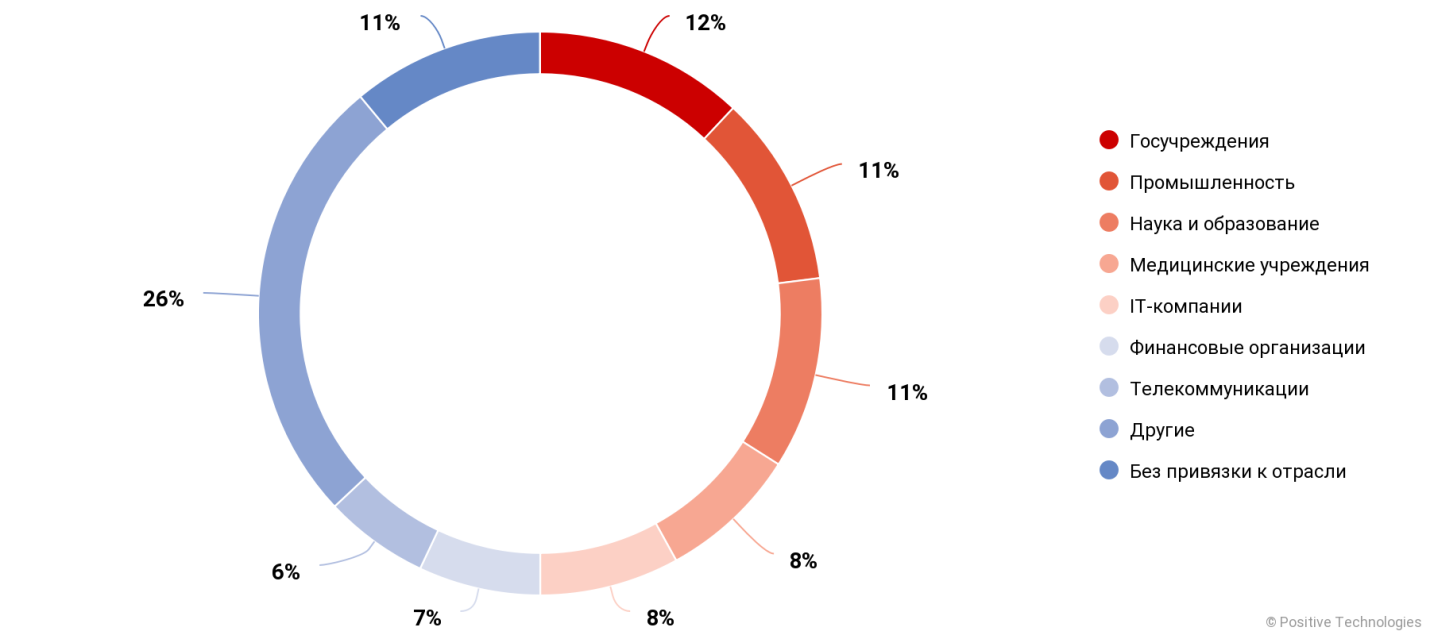 11%
12%
11%
26%
11%
8%
6%
7%
8%
Госучреждения
Промышленность
Наука и образование
Медицинские учреждения
IT-компании
Финансовые организации
Телекоммуникации
Другие
Без привязки к отрасли
© Positive Technologies